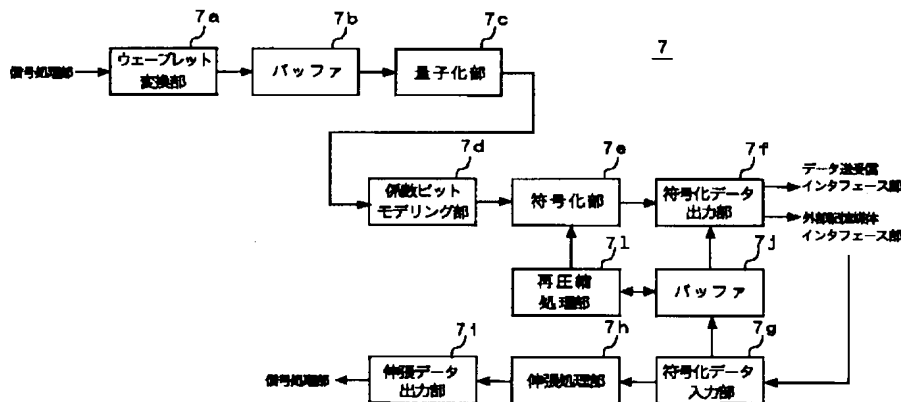 7a
7b
7c
7
信号処理部
ウェーブレット
変換部
バッファ
量子化部
7d
7e
7f
係数ビット
モデリング部
符号化部
符号化データ
出力部
データ送受信
インタフェース部
外部記憶媒体
インタフェース部
7l
7j
再圧縮
処理部
バッファ
7i
7h
7g
信号処理部
伸張データ
出力部
伸張処理部
符号化データ
入力部